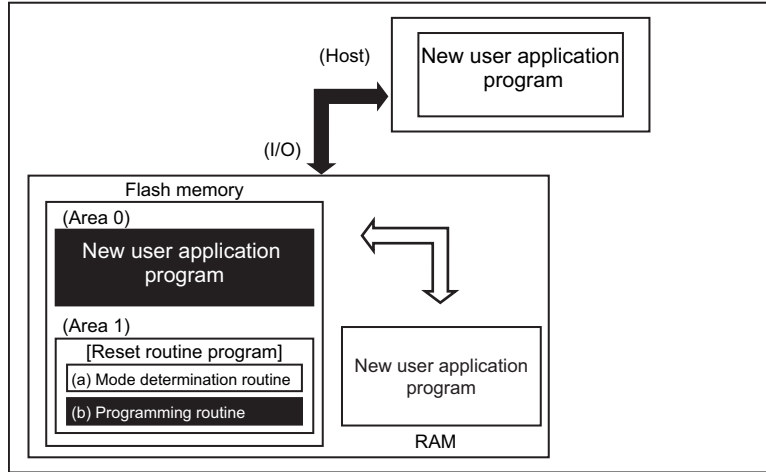 (Host)
New user application
program
(I/O)
Flash memory
(Area 0)
New user application
program
(Area 1)
[Reset routine program]
(a) Mode determination routine
(b) Programming routine
New user application
program
RAM